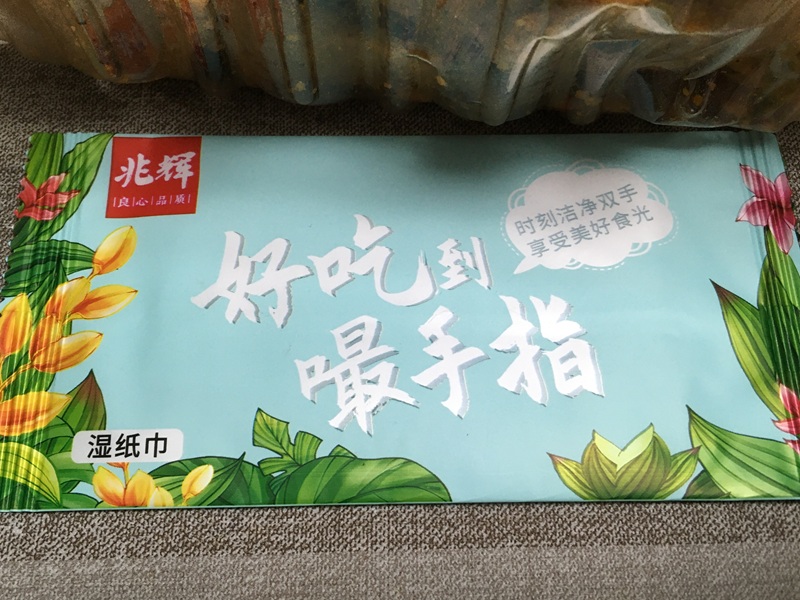 兆辉
良心品质
时刻洁净双手
享受美好食光
好吃到
嘬手指
湿纸巾